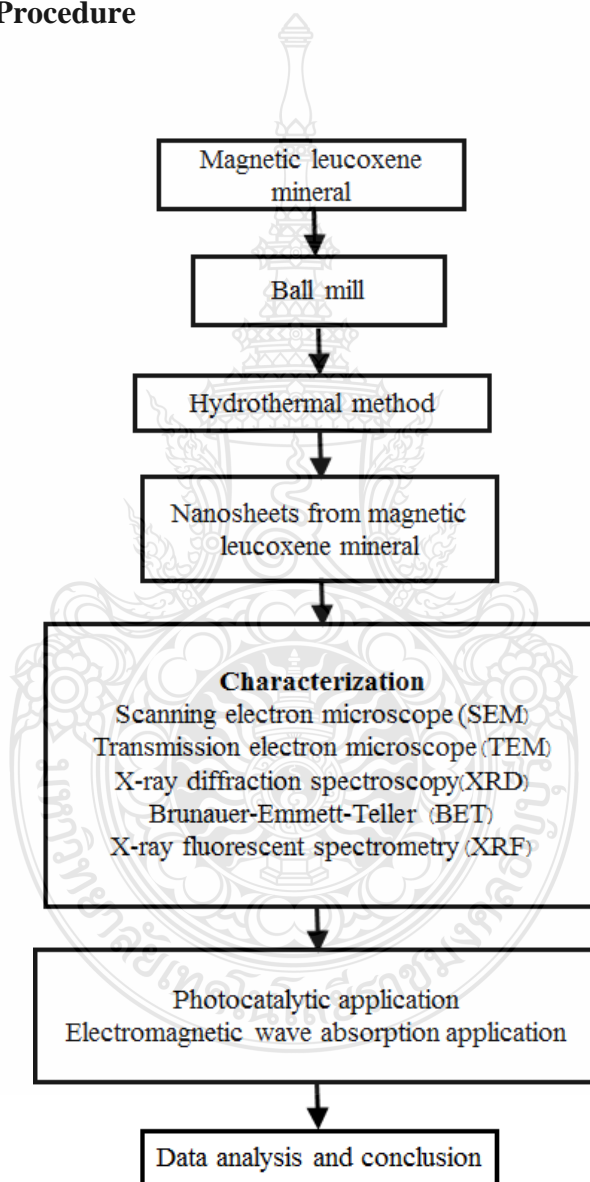 Procedure
Magnetic leucoxene
mineral
Ball mill
Hydrothermal method
Nanosheets from magnetic
leucoxene mineral
Characterization
Scanning electron microscope (SEM)
Transmission electron microscope (TEM)
X-ray diffraction spectroscopy(XRD)
Brunauer-Emmett-Teller (BET)
X-ray fluorescent spectrometry (XRF)
Photocatalytic application
Electromagnetic wave absorption application
Data analysis and conclusion